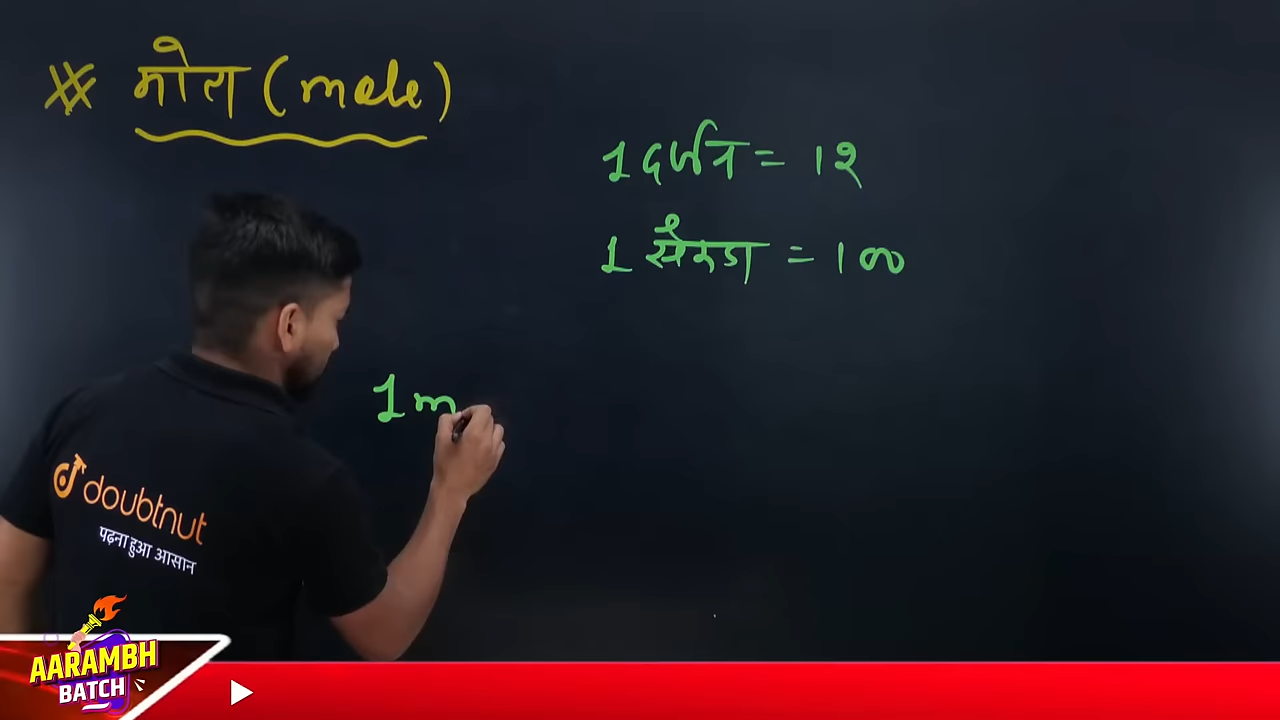 ※ मोल (mole)
1 दर्जन = 12
1 सैकडा = 100
1 m
doubtnut
पढ़ना हुआ आसान
AARAMBH
BATCH